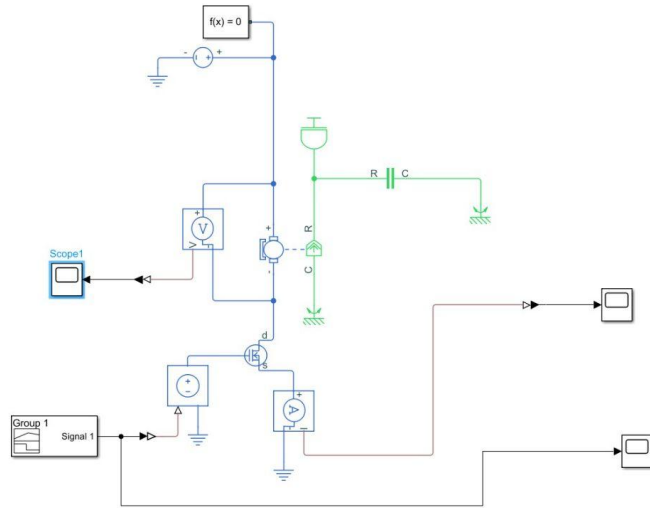 f(x) = 0
- +
R C
+
V
V
+
R
Scope1
-
C
d
s
+
-
+
A
I
Group 1
Signal 1